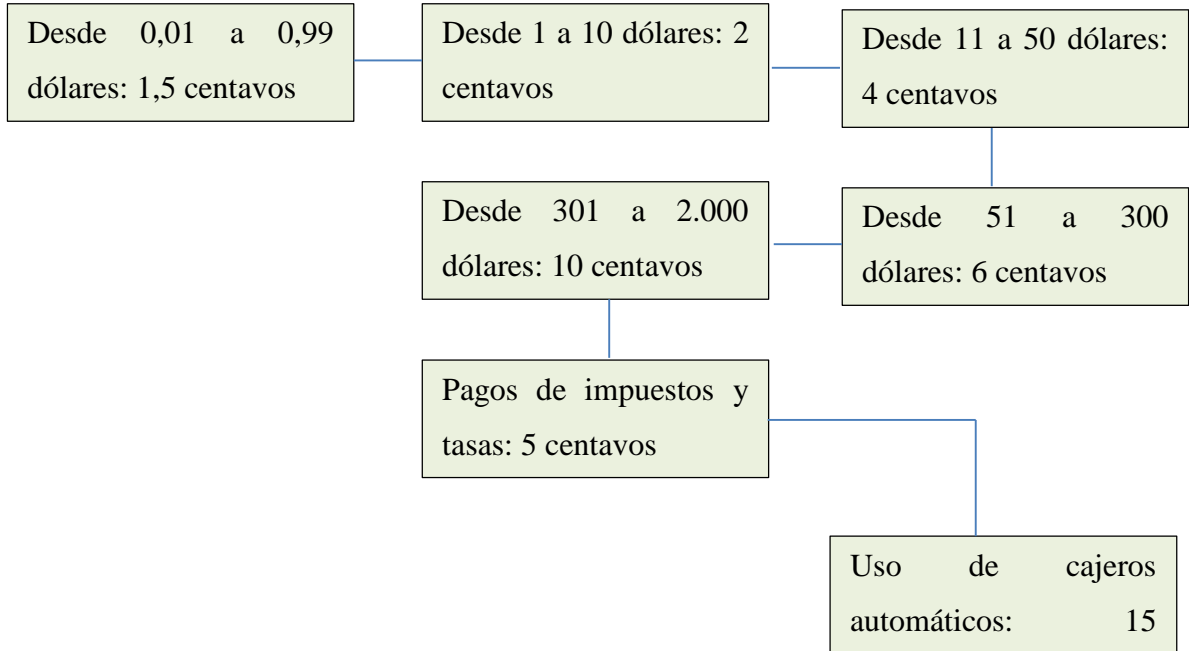 Desde 0,01 a 0,99
dólares: 1,5 centavos
Desde 1 a 10 dólares: 2
centavos
Desde 11 a 50 dólares:
4 centavos
Desde 51 a 300
dólares: 6 centavos
Desde 301 a 2.000
dólares: 10 centavos
Pagos de impuestos y
tasas: 5 centavos
Uso de cajeros
automáticos: 15